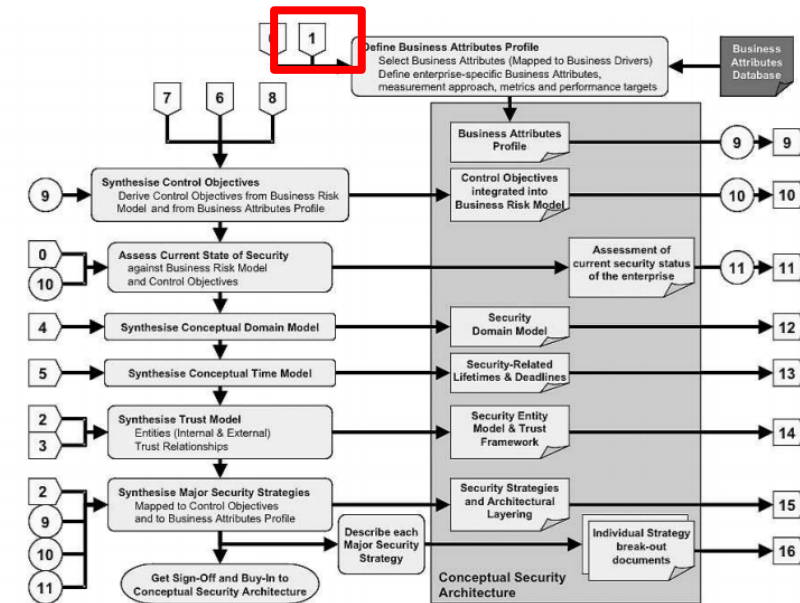 1
Define Business Attributes Profile
Select Business Attributes (Mapped to Business Drivers)
Define enterprise-specific Business Attributes,
measurement approach, metrics and performance targets
Business
Attributes
Database
7
6
8
Business Attributes
Profile
9
9
9
Synthesise Control Objectives
Derive Control Objectives from Business Risk
Model and from Business Attributes Profile
Control Objectives
integrated into
Business Risk Model
10
10
0
10
Assess Current State of Security
against Business Risk Model
and Control Objectives
Assessment of
current security status
of the enterprise
11
11
4
Synthesise Conceptual Domain Model
Security
Domain Model
12
5
Synthesise Conceptual Time Model
Security-Related
Lifetimes & Deadlines
13
2
3
Synthesise Trust Model
Entities (Internal & External)
Trust Relationships
Security Entity
Model & Trust
Framework
14
2
9
10
11
Synthesise Major Security Strategies
Mapped to Control Objectives
and to Business Attributes Profile
Security Strategies
and Architectural
Layering
15
Describe each
Major Security
Strategy
Individual Strategy
break-out
documents
16
Get Sign-Off and Buy-In to
Conceptual Security Architecture
Conceptual Security
Architecture